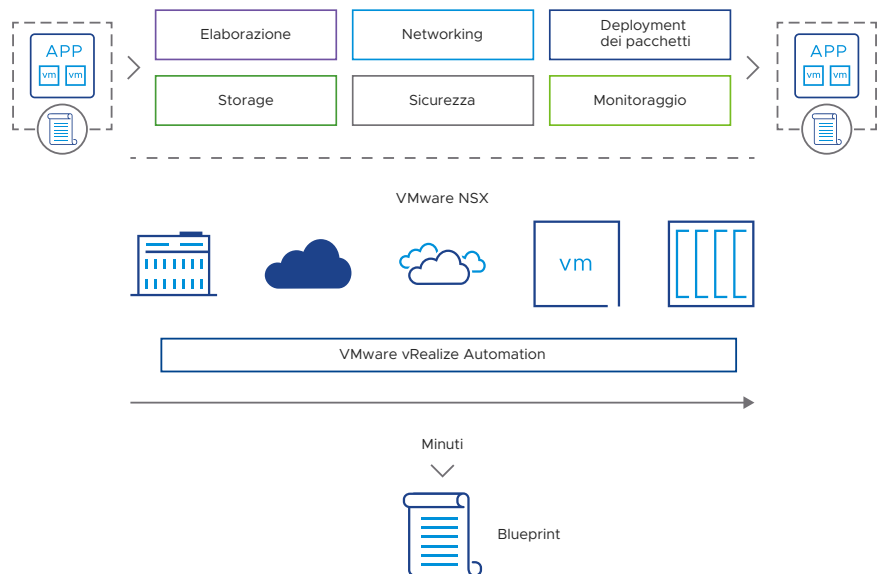 APP
vm vm
Elaborazione
Networking
Deployment
dei pacchetti
Storage
Sicurezza
Monitoraggio
APP
vm vm
VMware NSX
vm
VMware vRealize Automation
Minuti
Blueprint